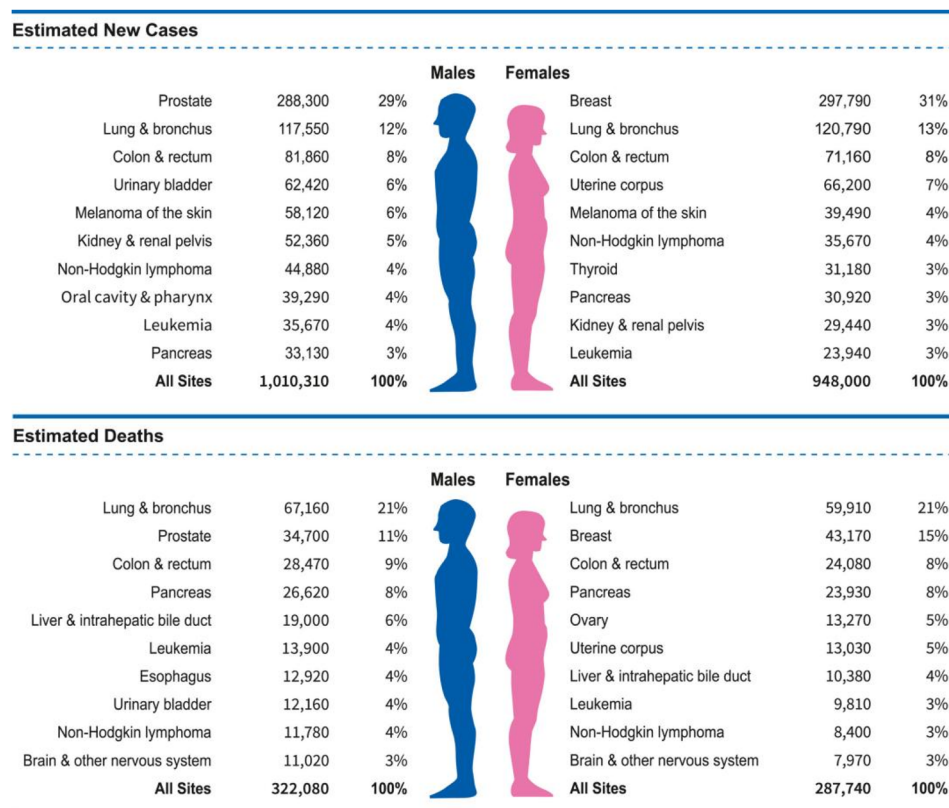 Estimated New Cases
Males Females
Prostate 288,300 29% Breast 297,790 31%
Lung & bronchus 117,550 12% Lung & bronchus 120,790 13%
Colon & rectum 81,860 8% Colon & rectum 71,160 8%
Urinary bladder 62,420 6% Uterine corpus 66,200 7%
Melanoma of the skin 58,120 6% Melanoma of the skin 39,490 4%
Kidney & renal pelvis 52,360 5% Non-Hodgkin lymphoma 35,670 4%
Non-Hodgkin lymphoma 44,880 4% Thyroid 31,180 3%
Oral cavity & pharynx 39,290 4% Pancreas 30,920 3%
Leukemia 35,670 4% Kidney & renal pelvis 29,440 3%
Pancreas 33,130 3% Leukemia 23,940 3%
All Sites 1,010,310 100% All Sites 948,000 100%
Estimated Deaths
Males Females
Lung & bronchus 67,160 21% Lung & bronchus 59,910 21%
Prostate 34,700 11% Breast 43,170 15%
Colon & rectum 28,470 9% Colon & rectum 24,080 8%
Pancreas 26,620 8% Pancreas 23,930 8%
Liver & intrahepatic bile duct 19,000 6% Ovary 13,270 5%
Leukemia 13,900 4% Uterine corpus 13,030 5%
Esophagus 12,920 4% Liver & intrahepatic bile duct 10,380 4%
Urinary bladder 12,160 4% Leukemia 9,810 3%
Non-Hodgkin lymphoma 11,780 4% Non-Hodgkin lymphoma 8,400 3%
Brain & other nervous system 11,020 3% Brain & other nervous system 7,970 3%
All Sites 322,080 100% All Sites 287,740 100%